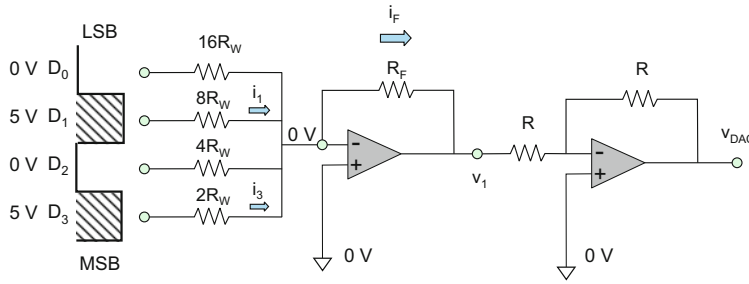 LSB
0 V D0
5 V D1
0 V D2
5 V D3
MSB
16RW
8RW
4RW
2RW
i1
i3
0 V
iF
RF
-
+
0 V
v1
R
R
-
+
0 V
vDAC